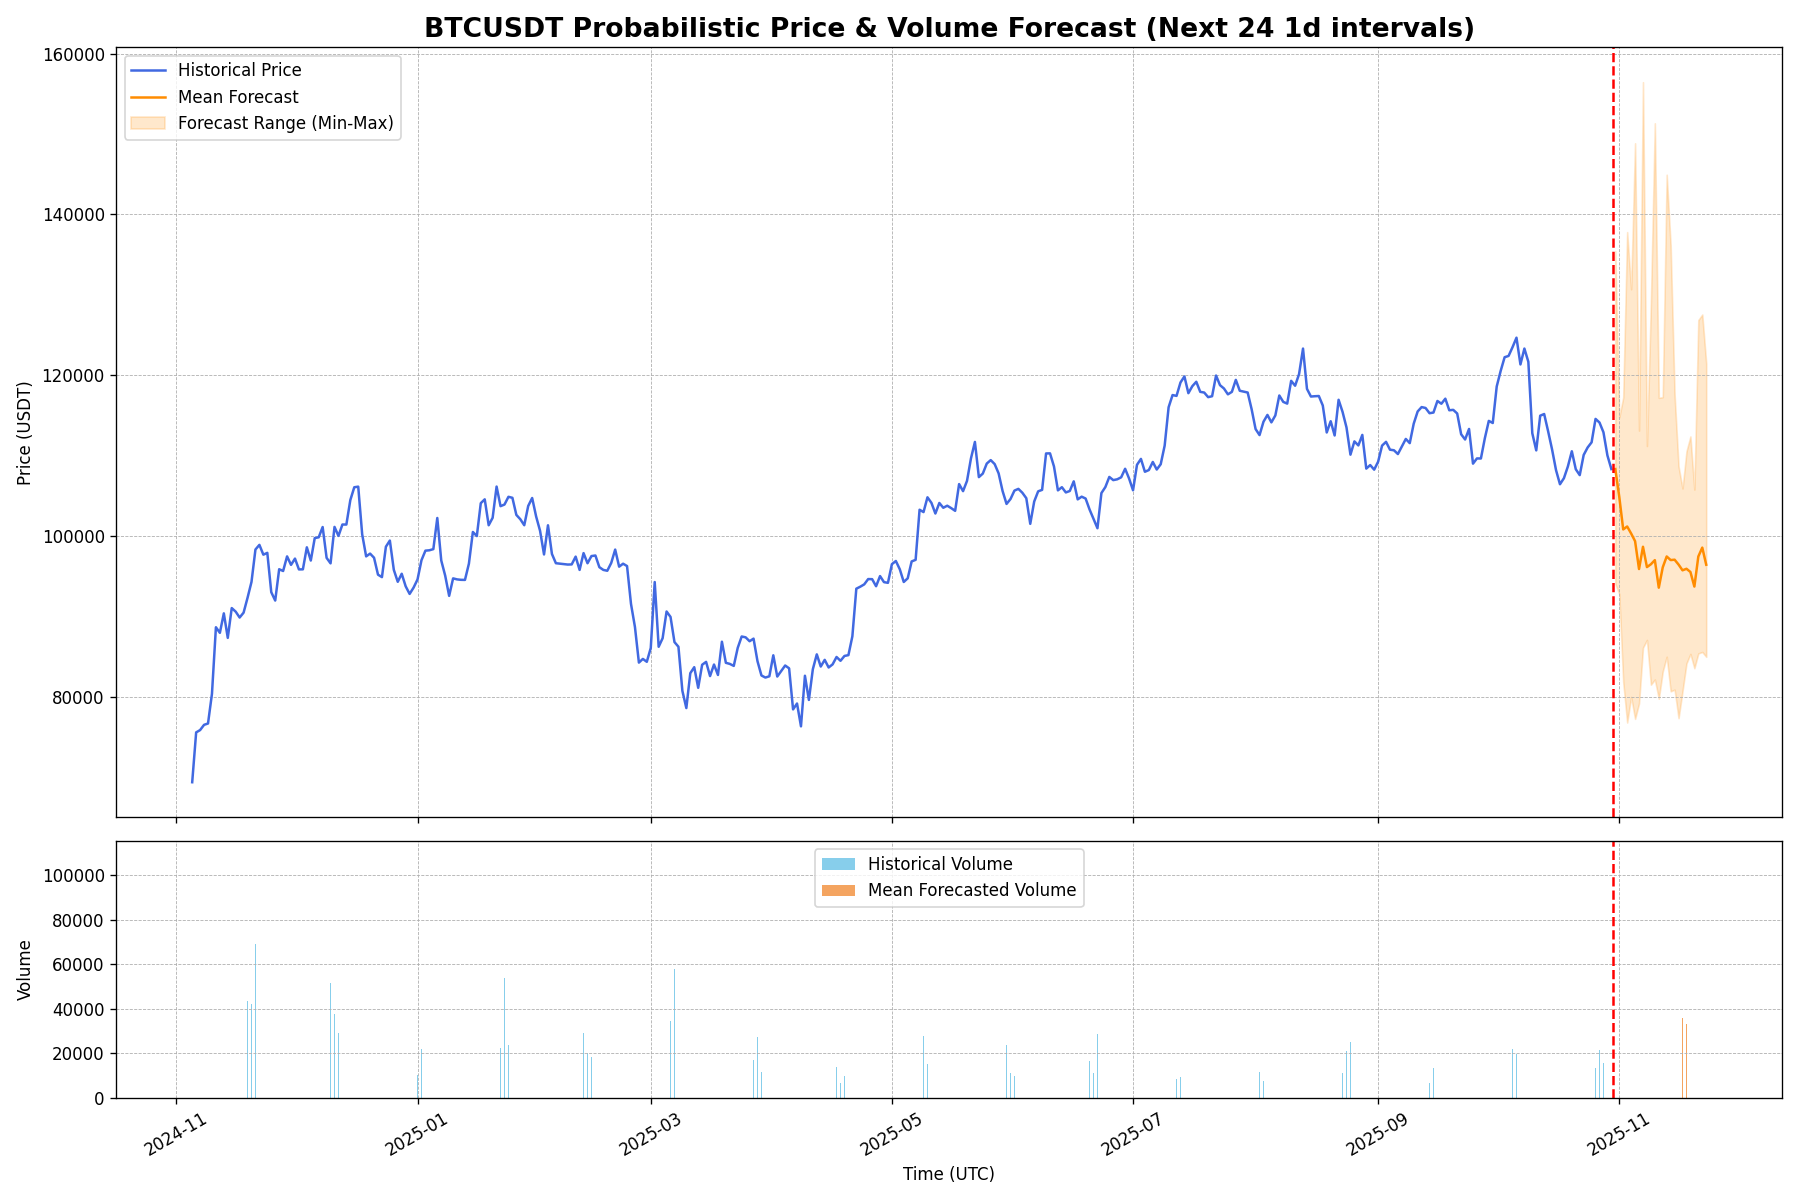 BTCUSDT Probabilistic Price & Volume Forecast (Next 24 1d intervals)
160000
140000
120000
100000
80000
Price (USDT)
Historical Price
Mean Forecast
Forecast Range (Min-Max)
100000
80000
60000
40000
20000
0
Volume
Historical Volume
Mean Forecasted Volume
2024-11
2025-01
2025-03
2025-05
2025-07
2025-09
2025-11
Time (UTC)